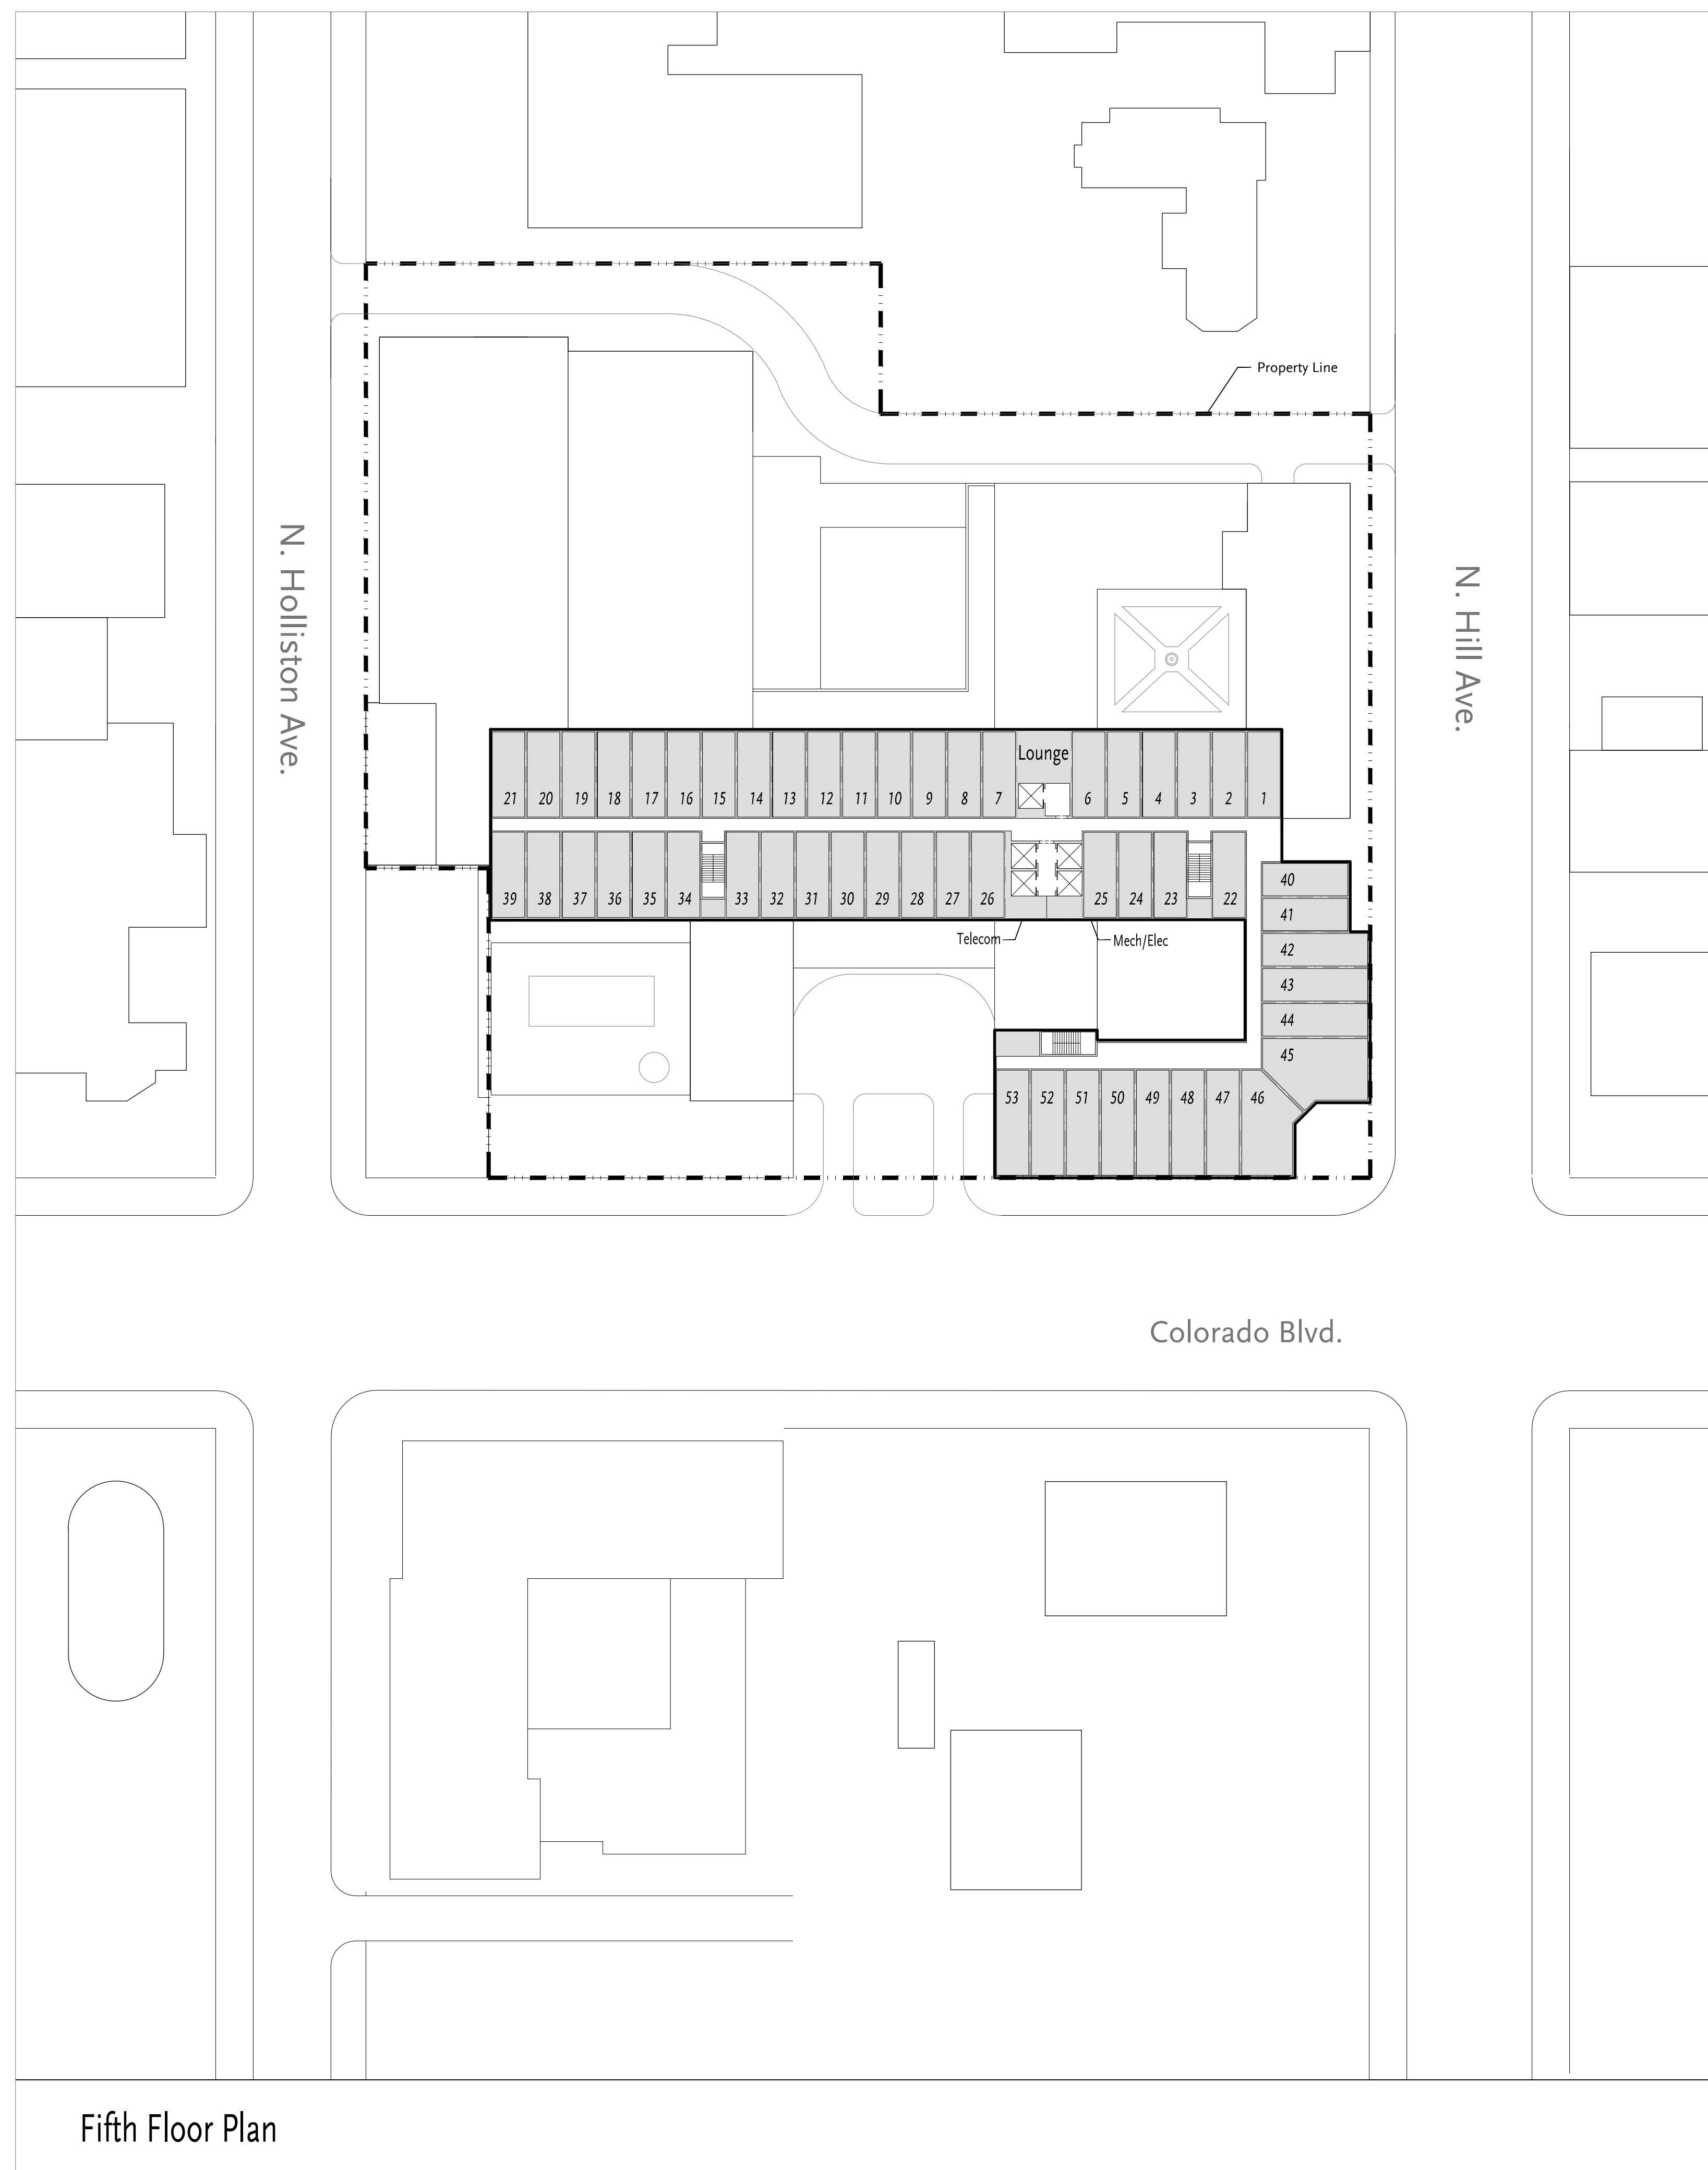 Property Line
N. Holliston Ave.
N. Hill Ave.
Lounge
21 20 19 18 17 16 15 14 13 12 11 10 9 8 7 6 5 4 3 2 1
39 38 37 36 35 34 33 32 31 30 29 28 27 26 25 24 23 22
40
41
42
43
44
45
Telecom
Mech/Elec
53 52 51 50 49 48 47 46
Colorado Blvd.
Fifth Floor Plan